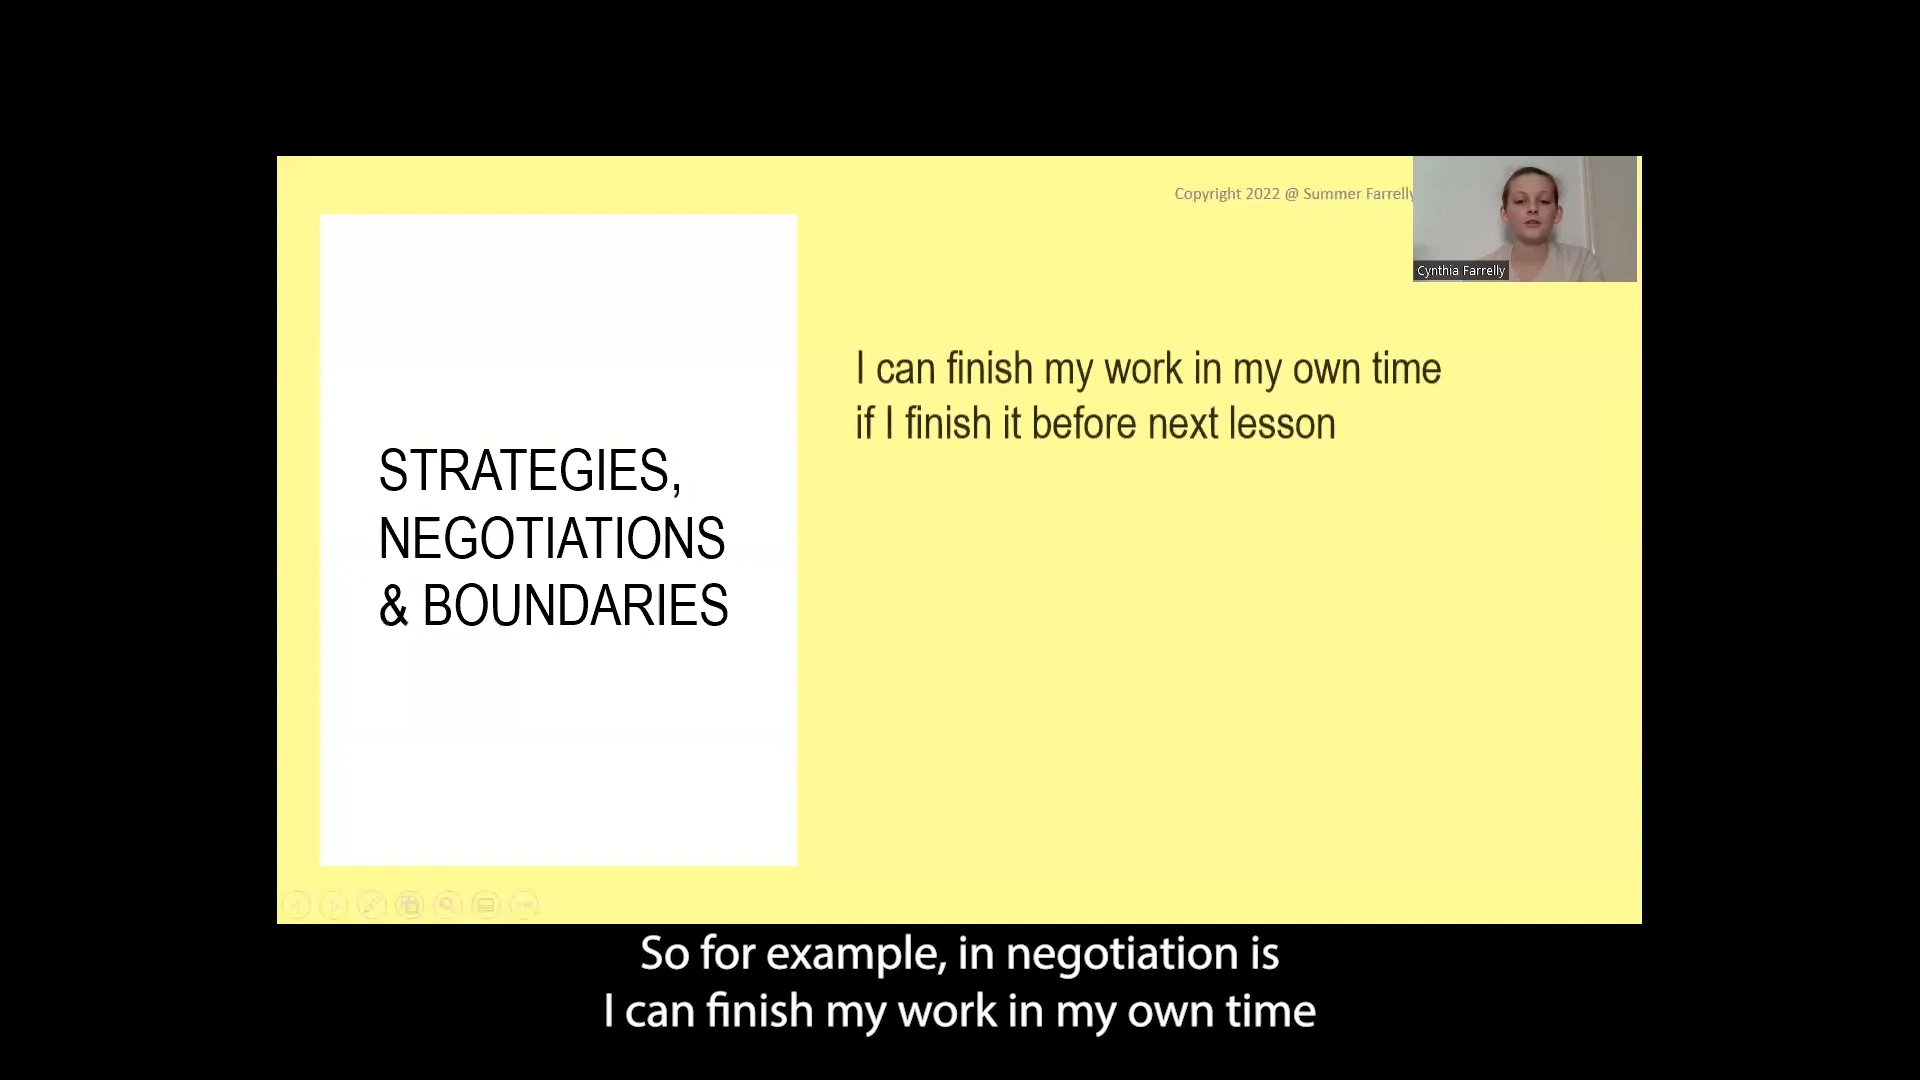 Copyright 2022 @ Summer Farrelly
Cynthia Farrelly
I can finish my work in my own time
if I finish it before next lesson
STRATEGIES,
NEGOTIATIONS
& BOUNDARIES
So for example, in negotiation is
I can finish my work in my own time